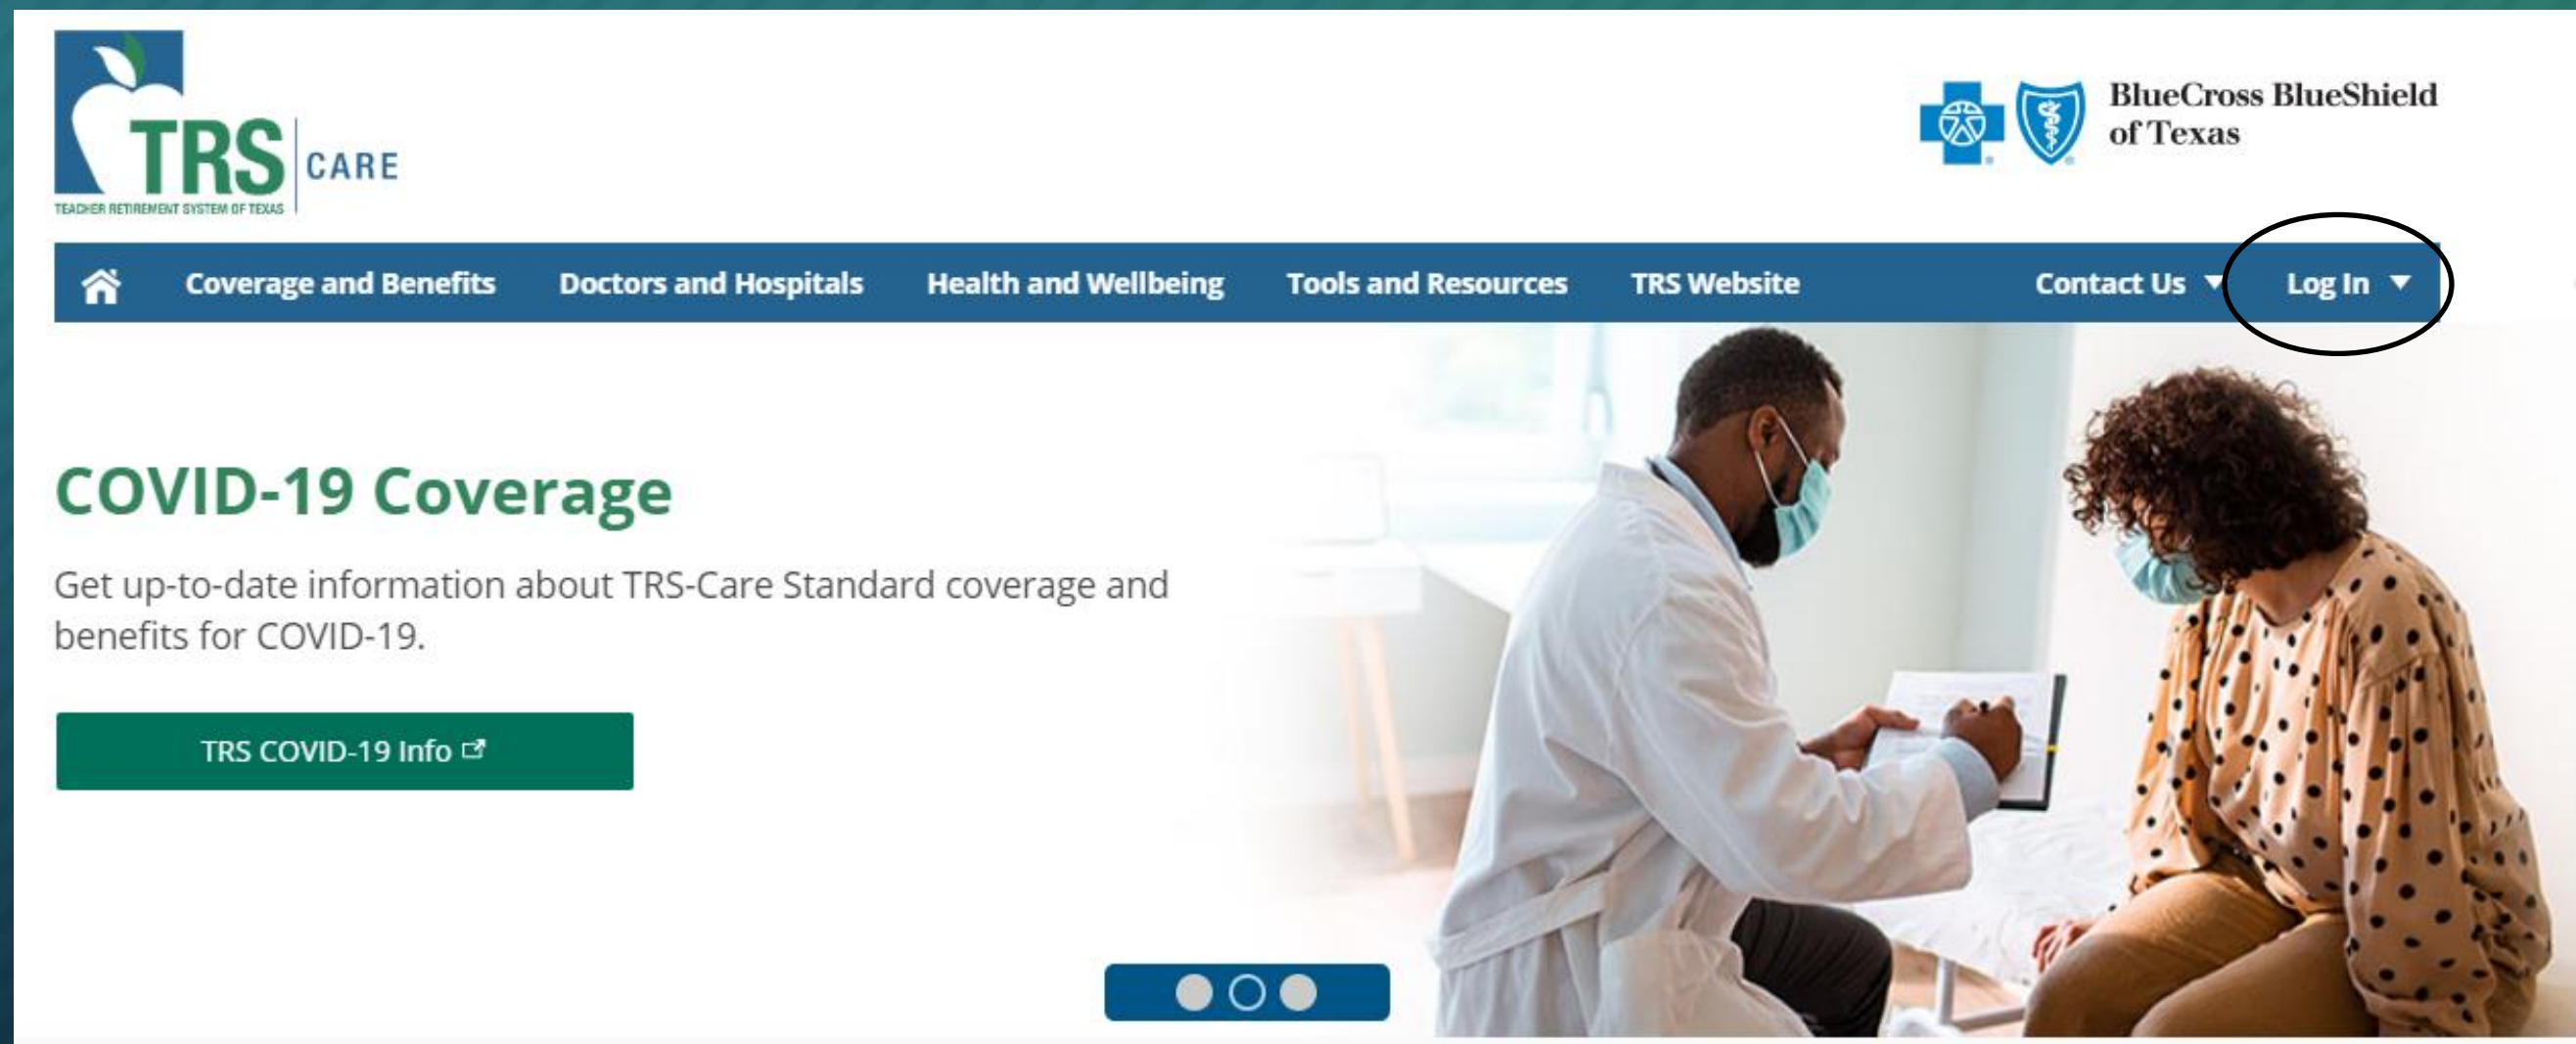 TRS CARE
TEACHER RETIREMENT SYSTEM OF TEXAS
BlueCross BlueShield
of Texas
Coverage and Benefits Doctors and Hospitals Health and Wellbeing Tools and Resources TRS Website Contact Us Log In
COVID-19 Coverage
Get up-to-date information about TRS-Care Standard coverage and
benefits for COVID-19.
TRS COVID-19 Info